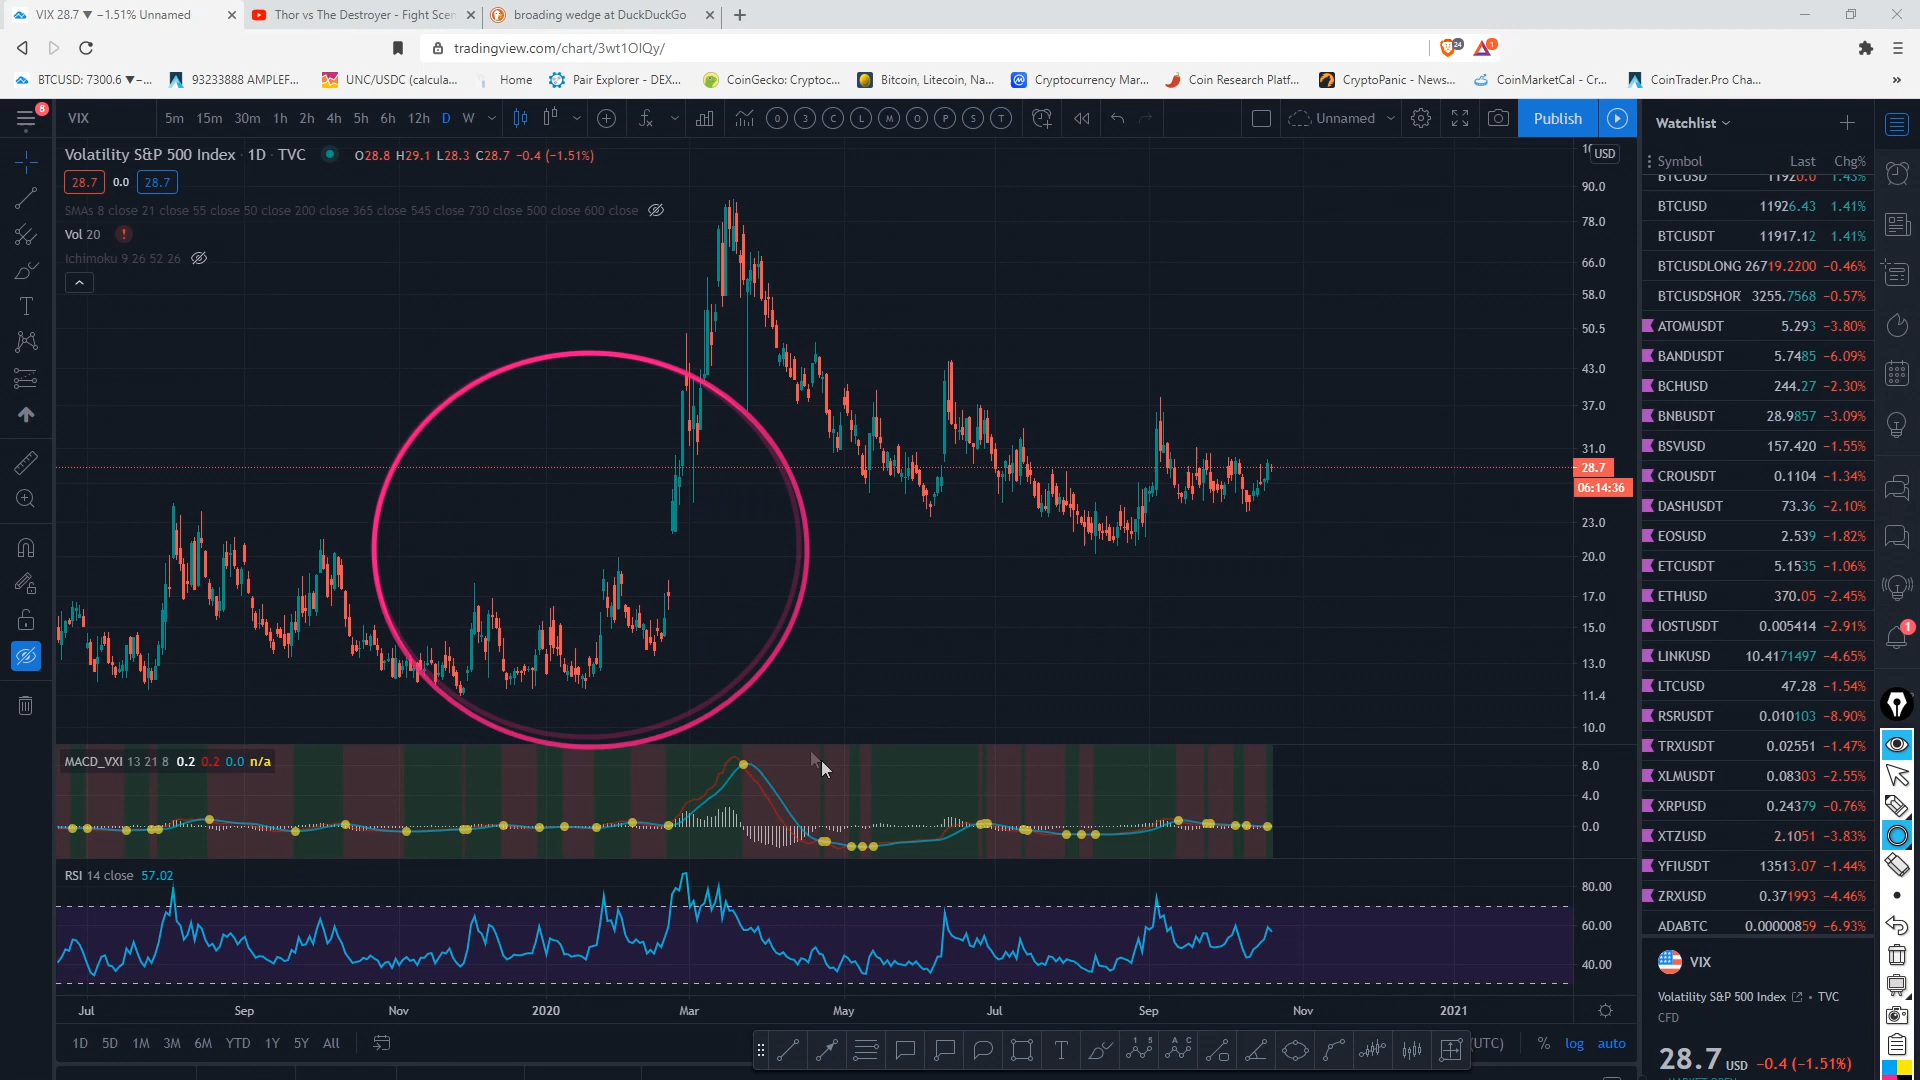 VIX 28.7 ▼ −1.51% Unnamed
Thor vs The Destroyer - Fight Scen
broading wedge at DuckDuckGo
tradingview.com/chart/3wt1OIQy/
24
1
BTCUSD: 7300.6 ▼−...
93233888 AMPLEF...
UNC/USDC (calcula...
Home
Pair Explorer - DEX...
CoinGecko: Cryptoc...
Bitcoin, Litecoin, Na...
Cryptocurrency Mar...
Coin Research Platf...
CryptoPanic - News...
CoinMarketCal - Cr...
CoinTrader.Pro Cha...
8
VIX
5m 15m 30m 1h 2h 4h 5h 6h 12h D W
0 3 C L M O P S T
Unnamed
Publish
Watchlist
Volatility S&P 500 Index · 1D · TVC
O28.8 H29.1 L28.3 C28.7 −0.4 (−1.51%)
28.7 0.0 28.7
SMAs 8 close 21 close 55 close 50 close 200 close 365 close 545 close 730 close 500 close 600 close
Vol 20
Ichimoku 9 26 52 26
USD
90.0
78.0
66.0
58.0
50.5
43.0
37.0
31.0
28.7
06:14:36
23.0
20.0
17.0
15.0
13.0
11.4
10.0
MACD_VXI 13 21 8 0.2 0.2 0.0 n/a
8.0
4.0
0.0
RSI 14 close 57.02
80.00
60.00
40.00
Jul Sep Nov 2020 Mar May Jul Sep Nov 2021
1D 5D 1M 3M 6M YTD 1Y 5Y All
(UTC) % log auto
Symbol Last Chg%
BTCUSD 11920.0 1.43%
BTCUSD 11926.43 1.41%
BTCUSDT 11917.12 1.41%
BTCUSDLONG 26719.2200 −0.46%
BTCUSDSHOR 3255.7568 −0.57%
ATOMUSDT 5.293 −3.80%
BANDUSDT 5.7485 −6.09%
BCHUSD 244.27 −2.30%
BNBUSDT 28.9857 −3.09%
BSVUSD 157.420 −1.55%
CROUSDT 0.1104 −1.34%
DASHUSDT 73.36 −2.10%
EOSUSD 2.539 −1.82%
ETCUSDT 5.1535 −1.06%
ETHUSD 370.05 −2.45%
IOSTUSDT 0.005414 −2.91%
LINKUSD 10.4171497 −4.65%
LTCUSD 47.28 −1.54%
RSRUSDT 0.010103 −8.90%
TRXUSDT 0.02551 −1.47%
XLMUSDT 0.08303 −2.55%
XRPUSD 0.24379 −0.76%
XTZUSD 2.1051 −3.83%
YFIUSDT 13513.07 −1.44%
ZRXUSD 0.371993 −4.46%
ADABTC 0.00000859 −6.93%
VIX
Volatility S&P 500 Index · TVC
CFD
28.7 USD −0.4 (−1.51%)
1